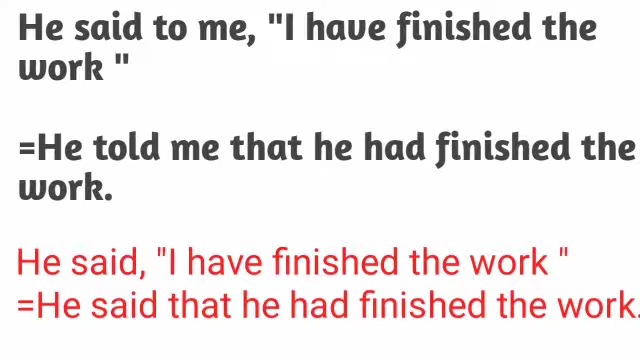 He said to me, "I have finished the
work "
=He told me that he had finished the
work.
He said, "I have finished the work "
=He said that he had finished the work.